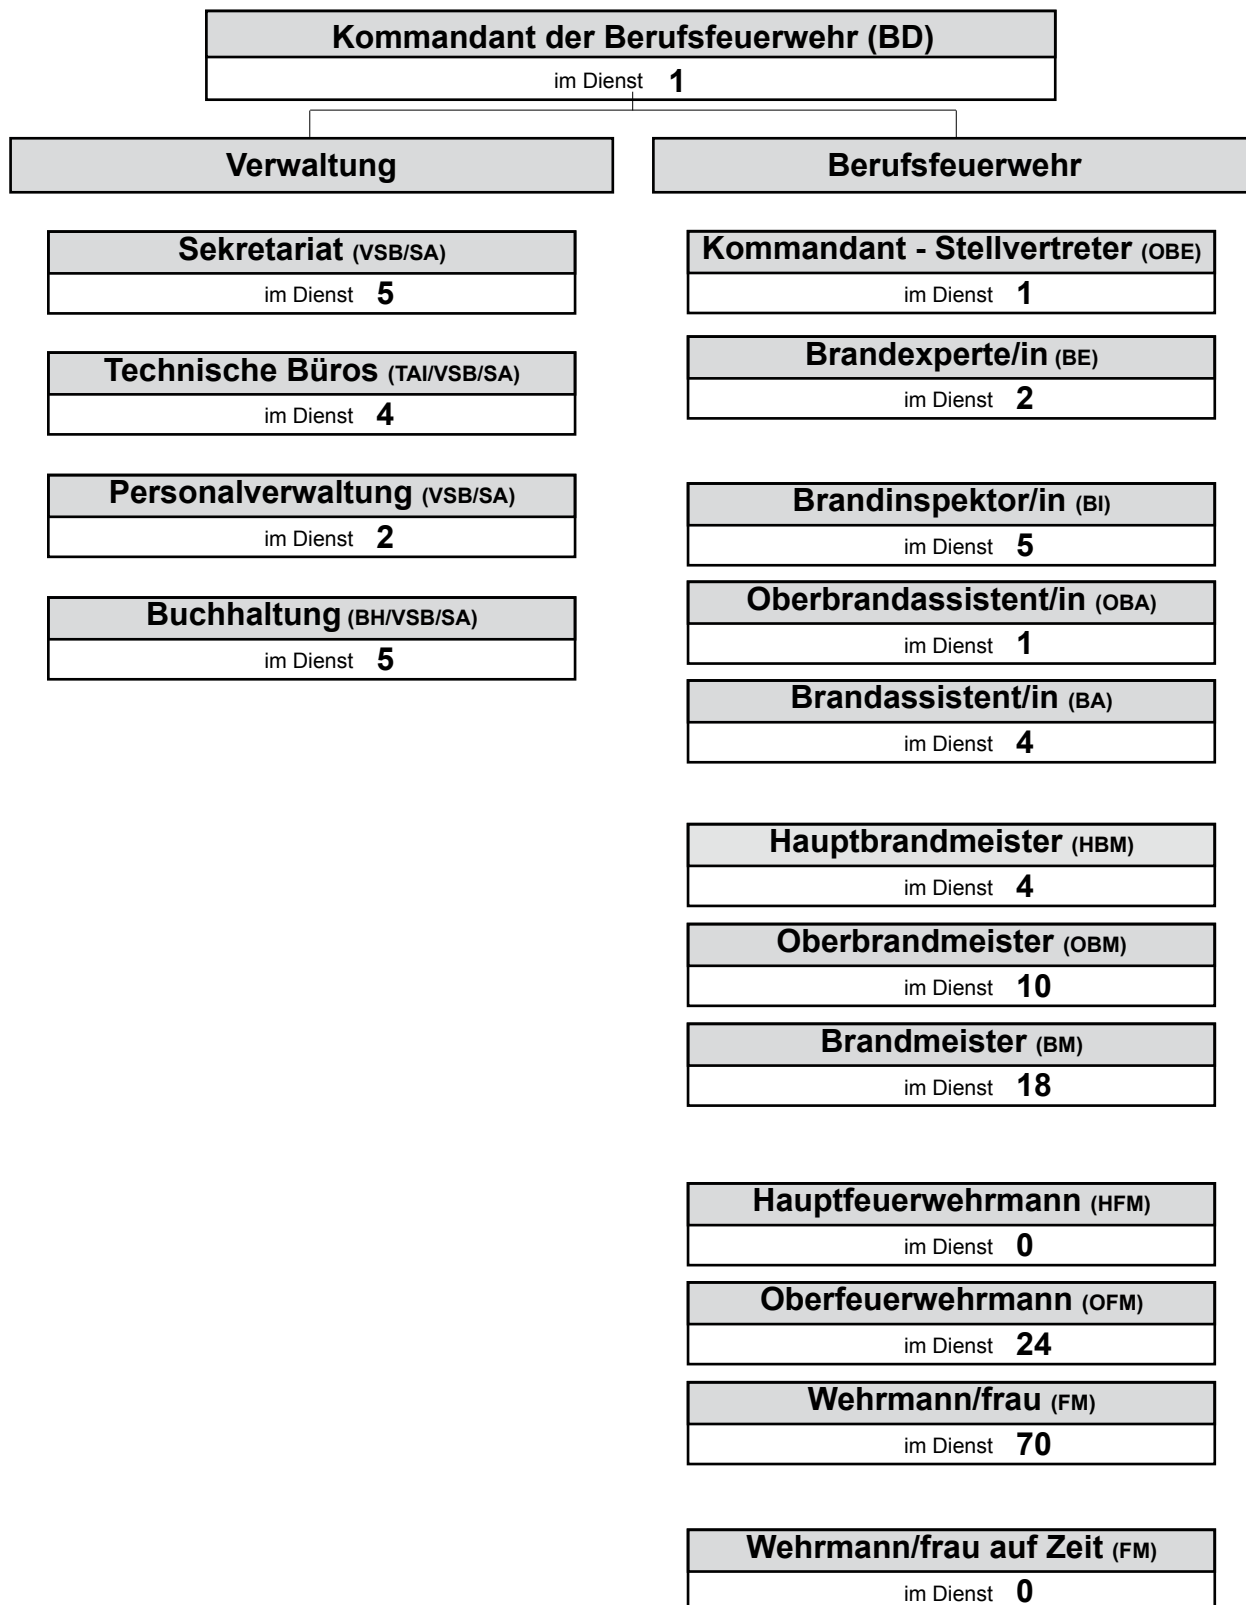 Kommandant der Berufsfeuerwehr (BD)
im Dienst 1
Verwaltung
Sekretariat (VSB/SA)
im Dienst 5
Technische Büros (TAI/VSB/SA)
im Dienst 4
Personalverwaltung (VSB/SA)
im Dienst 2
Buchhaltung (BH/VSB/SA)
im Dienst 5
Berufsfeuerwehr
Kommandant - Stellvertreter (OBE)
im Dienst 1
Brandexperte/in (BE)
im Dienst 2
Brandinspektor/in (BI)
im Dienst 5
Oberbrandassistent/in (OBA)
im Dienst 1
Brandassistent/in (BA)
im Dienst 4
Hauptbrandmeister (HBM)
im Dienst 4
Oberbrandmeister (OBM)
im Dienst 10
Brandmeister (BM)
im Dienst 18
Hauptfeuerwehrmann (HFM)
im Dienst 0
Oberfeuerwehrmann (OFM)
im Dienst 24
Wehrmann/frau (FM)
im Dienst 70
Wehrmann/frau auf Zeit (FM)
im Dienst 0